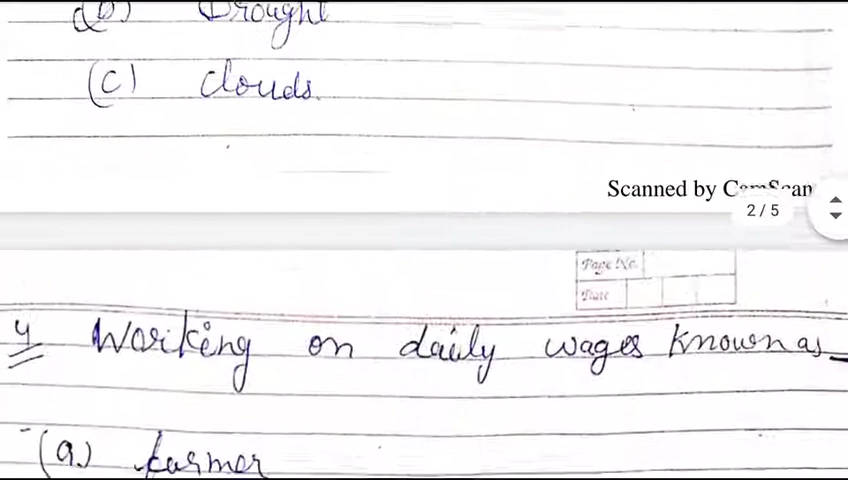 (b) Drought
(C) Clouds.
Scanned by CamScan
2 / 5
Page No.
Date
4 Working on daily wages known as
(a) farmer